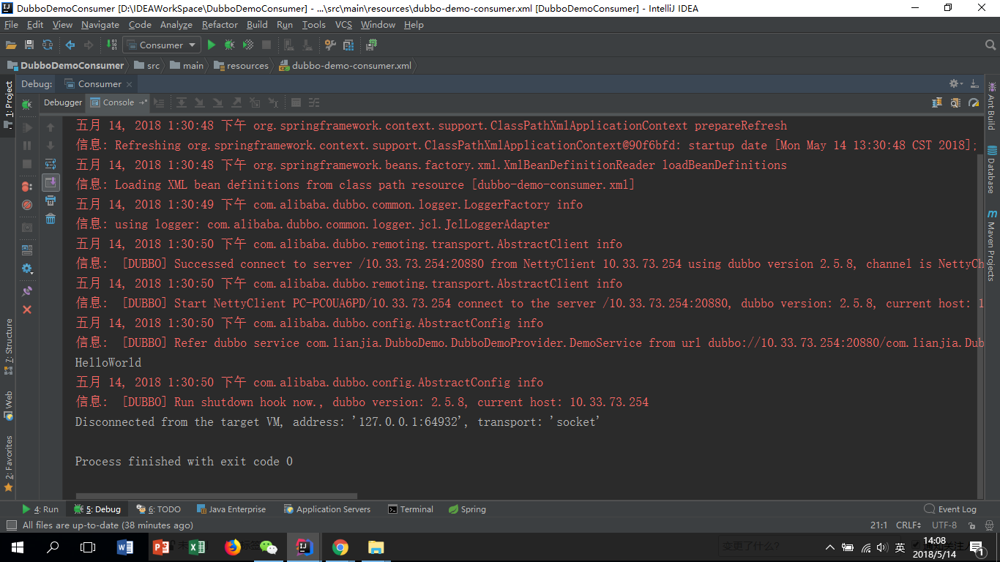 DubboDemoConsumer [D:\IDEAWorkSpace\DubboDemoConsumer] - ...\src\main\resources\dubbo-demo-consumer.xml [DubboDemoConsumer] - IntelliJ IDEA
File Edit View Navigate Code Analyze Refactor Build Run Tools VCS Window Help
Consumer
DubboDemoConsumer src main resources dubbo-demo-consumer.xml
Debug: Consumer
Debugger Console
1: Project
7: Structure
Web
2: Favorites
五月 14, 2018 1:30:48 下午 org.springframework.context.support.ClassPathXmlApplicationContext prepareRefresh
信息: Refreshing org.springframework.context.support.ClassPathXmlApplicationContext@90f6bfd: startup date [Mon May 14 13:30:48 CST 2018];
五月 14, 2018 1:30:48 下午 org.springframework.beans.factory.xml.XmlBeanDefinitionReader loadBeanDefinitions
信息: Loading XML bean definitions from class path resource [dubbo-demo-consumer.xml]
五月 14, 2018 1:30:49 下午 com.alibaba.dubbo.common.logger.LoggerFactory info
信息: using logger: com.alibaba.dubbo.common.logger.jcl.JclLoggerAdapter
五月 14, 2018 1:30:50 下午 com.alibaba.dubbo.remoting.transport.AbstractClient info
信息:  [DUBBO] Successed connect to server /10.33.73.254:20880 from NettyClient 10.33.73.254 using dubbo version 2.5.8, channel is NettyCh
五月 14, 2018 1:30:50 下午 com.alibaba.dubbo.remoting.transport.AbstractClient info
信息:  [DUBBO] Start NettyClient PC-PCOUA6PD/10.33.73.254 connect to the server /10.33.73.254:20880, dubbo version: 2.5.8, current host: 1
五月 14, 2018 1:30:50 下午 com.alibaba.dubbo.config.AbstractConfig info
信息:  [DUBBO] Refer dubbo service com.lianjia.DubboDemo.DubboDemoProvider.DemoService from url dubbo://10.33.73.254:20880/com.lianjia.Dub
HelloWorld
五月 14, 2018 1:30:50 下午 com.alibaba.dubbo.config.AbstractConfig info
信息:  [DUBBO] Run shutdown hook now., dubbo version: 2.5.8, current host: 10.33.73.254
Disconnected from the target VM, address: '127.0.0.1:64932', transport: 'socket'
Process finished with exit code 0
Ant Build
Database
Maven Projects
4: Run 5: Debug 6: TODO Java Enterprise Application Servers Terminal Spring Event Log
All files are up-to-date (38 minutes ago) 21:1 CRLF UTF-8
变更了什么?
英
14:08
2018/5/14
1